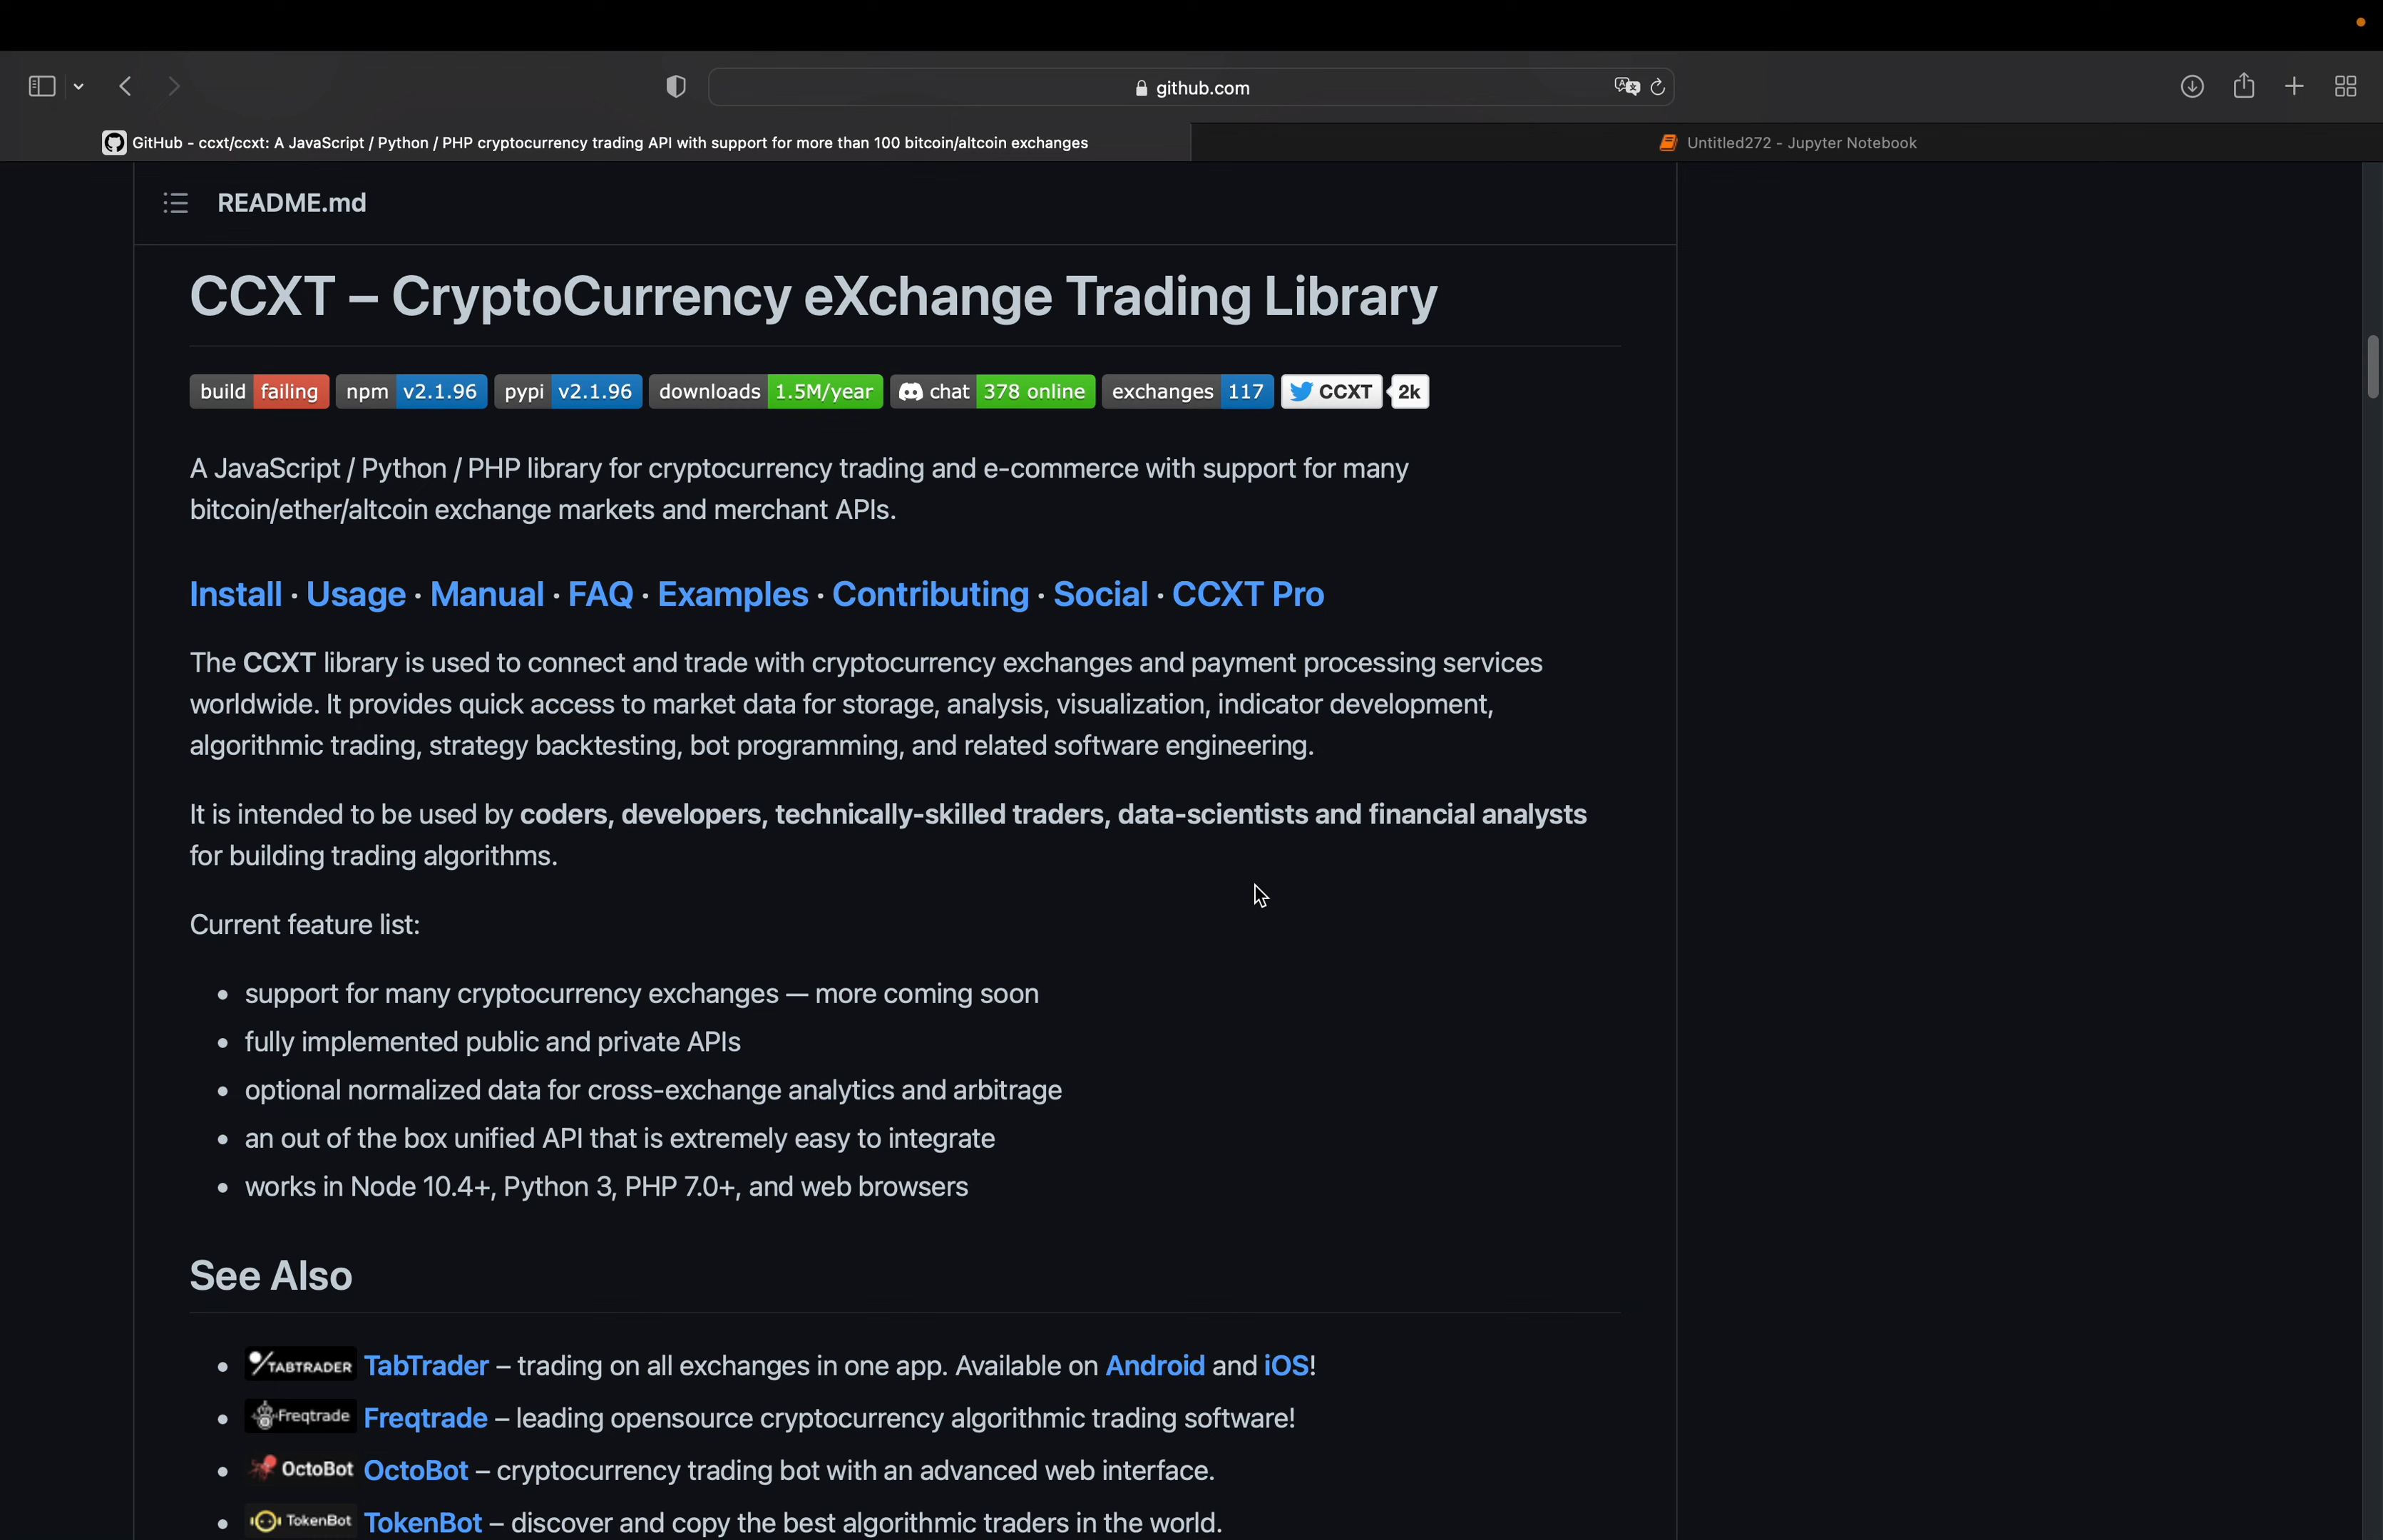 github.com
GitHub - ccxt/ccxt: A JavaScript / Python / PHP cryptocurrency trading API with support for more than 100 bitcoin/altcoin exchanges
Untitled272 - Jupyter Notebook
README.md
CCXT – CryptoCurrency eXchange Trading Library
build failing npm v2.1.96 pypi v2.1.96 downloads 1.5M/year chat 378 online exchanges 117 CCXT 2k
A JavaScript / Python / PHP library for cryptocurrency trading and e-commerce with support for many
bitcoin/ether/altcoin exchange markets and merchant APIs.
Install · Usage · Manual · FAQ · Examples · Contributing · Social · CCXT Pro
The CCXT library is used to connect and trade with cryptocurrency exchanges and payment processing services
worldwide. It provides quick access to market data for storage, analysis, visualization, indicator development,
algorithmic trading, strategy backtesting, bot programming, and related software engineering.
It is intended to be used by coders, developers, technically-skilled traders, data-scientists and financial analysts
for building trading algorithms.
Current feature list:
• support for many cryptocurrency exchanges — more coming soon
• fully implemented public and private APIs
• optional normalized data for cross-exchange analytics and arbitrage
• an out of the box unified API that is extremely easy to integrate
• works in Node 10.4+, Python 3, PHP 7.0+, and web browsers
See Also
• TABTRADER TabTrader – trading on all exchanges in one app. Available on Android and iOS!
• Freqtrade Freqtrade – leading opensource cryptocurrency algorithmic trading software!
• OctoBot OctoBot – cryptocurrency trading bot with an advanced web interface.
• TokenBot TokenBot – discover and copy the best algorithmic traders in the world.